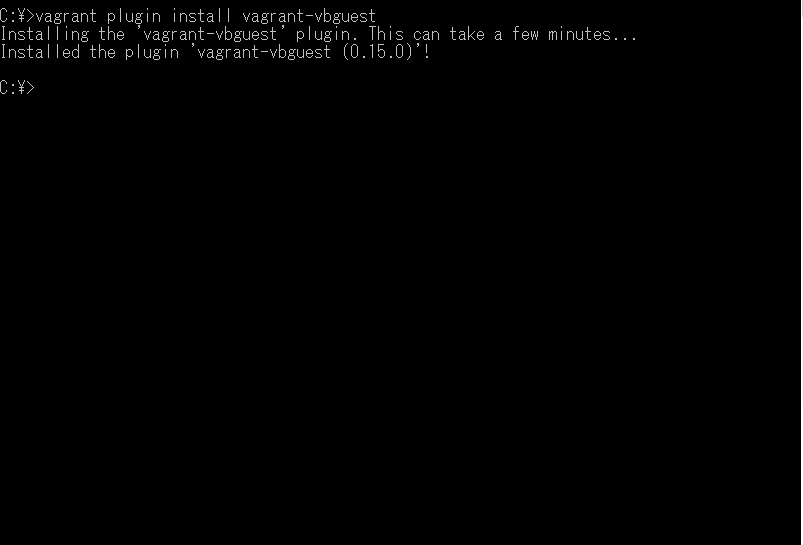 C:¥>vagrant plugin install vagrant-vbguest
Installing the 'vagrant-vbguest' plugin. This can take a few minutes...
Installed the plugin 'vagrant-vbguest (0.15.0)'!
C:¥>